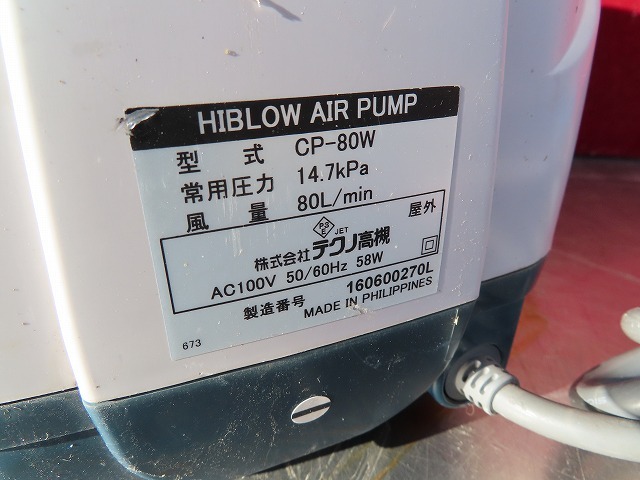 HIBLOW AIR PUMP
型 式 CP-80W
常用圧力 14.7kPa
風 量 80L/min
PS E JET 屋外
株式会社テクノ高槻
AC100V 50/60Hz 58W
製造番号 160600270L
MADE IN PHILIPPINES
673